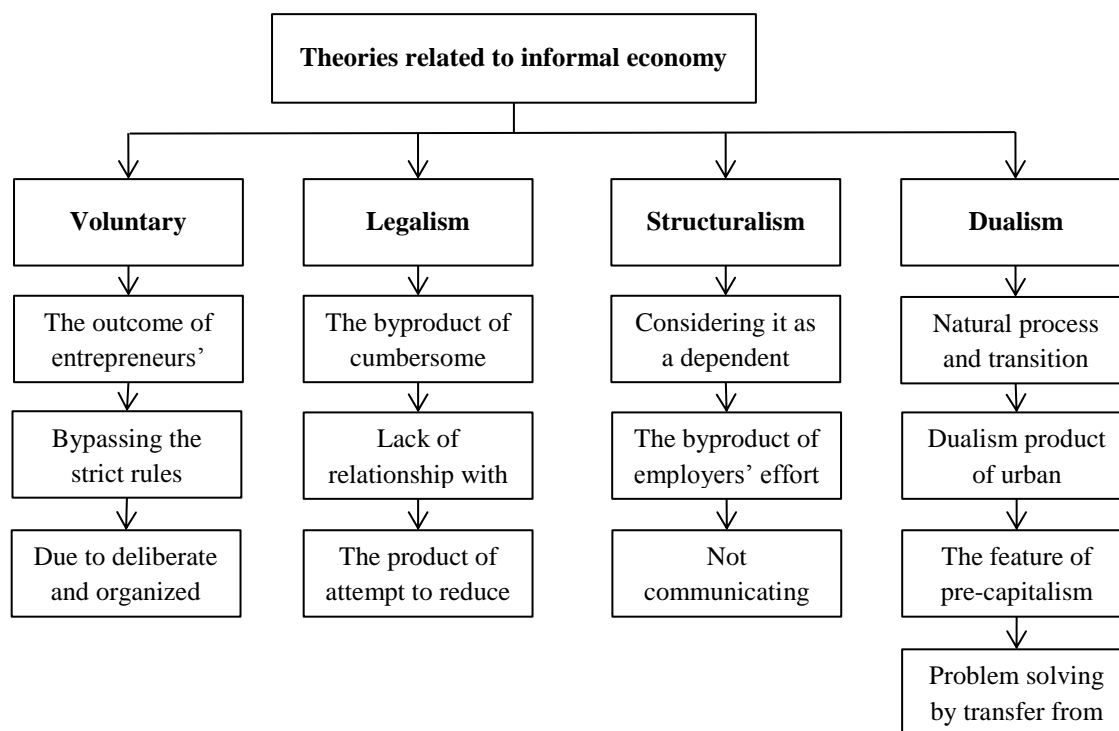 Theories related to informal economy
Voluntary
Legalism
Structuralism
Dualism
The outcome of
entrepreneurs’
The byproduct of
cumbersome
Considering it as
a dependent
Natural process
and transition
Bypassing the
strict rules
Lack of
relationship with
The byproduct of
employers’ effort
Dualism product
of urban
Due to deliberate
and organized
The product of
attempt to reduce
Not
communicating
The feature of
pre-capitalism
Problem solving
by transfer from